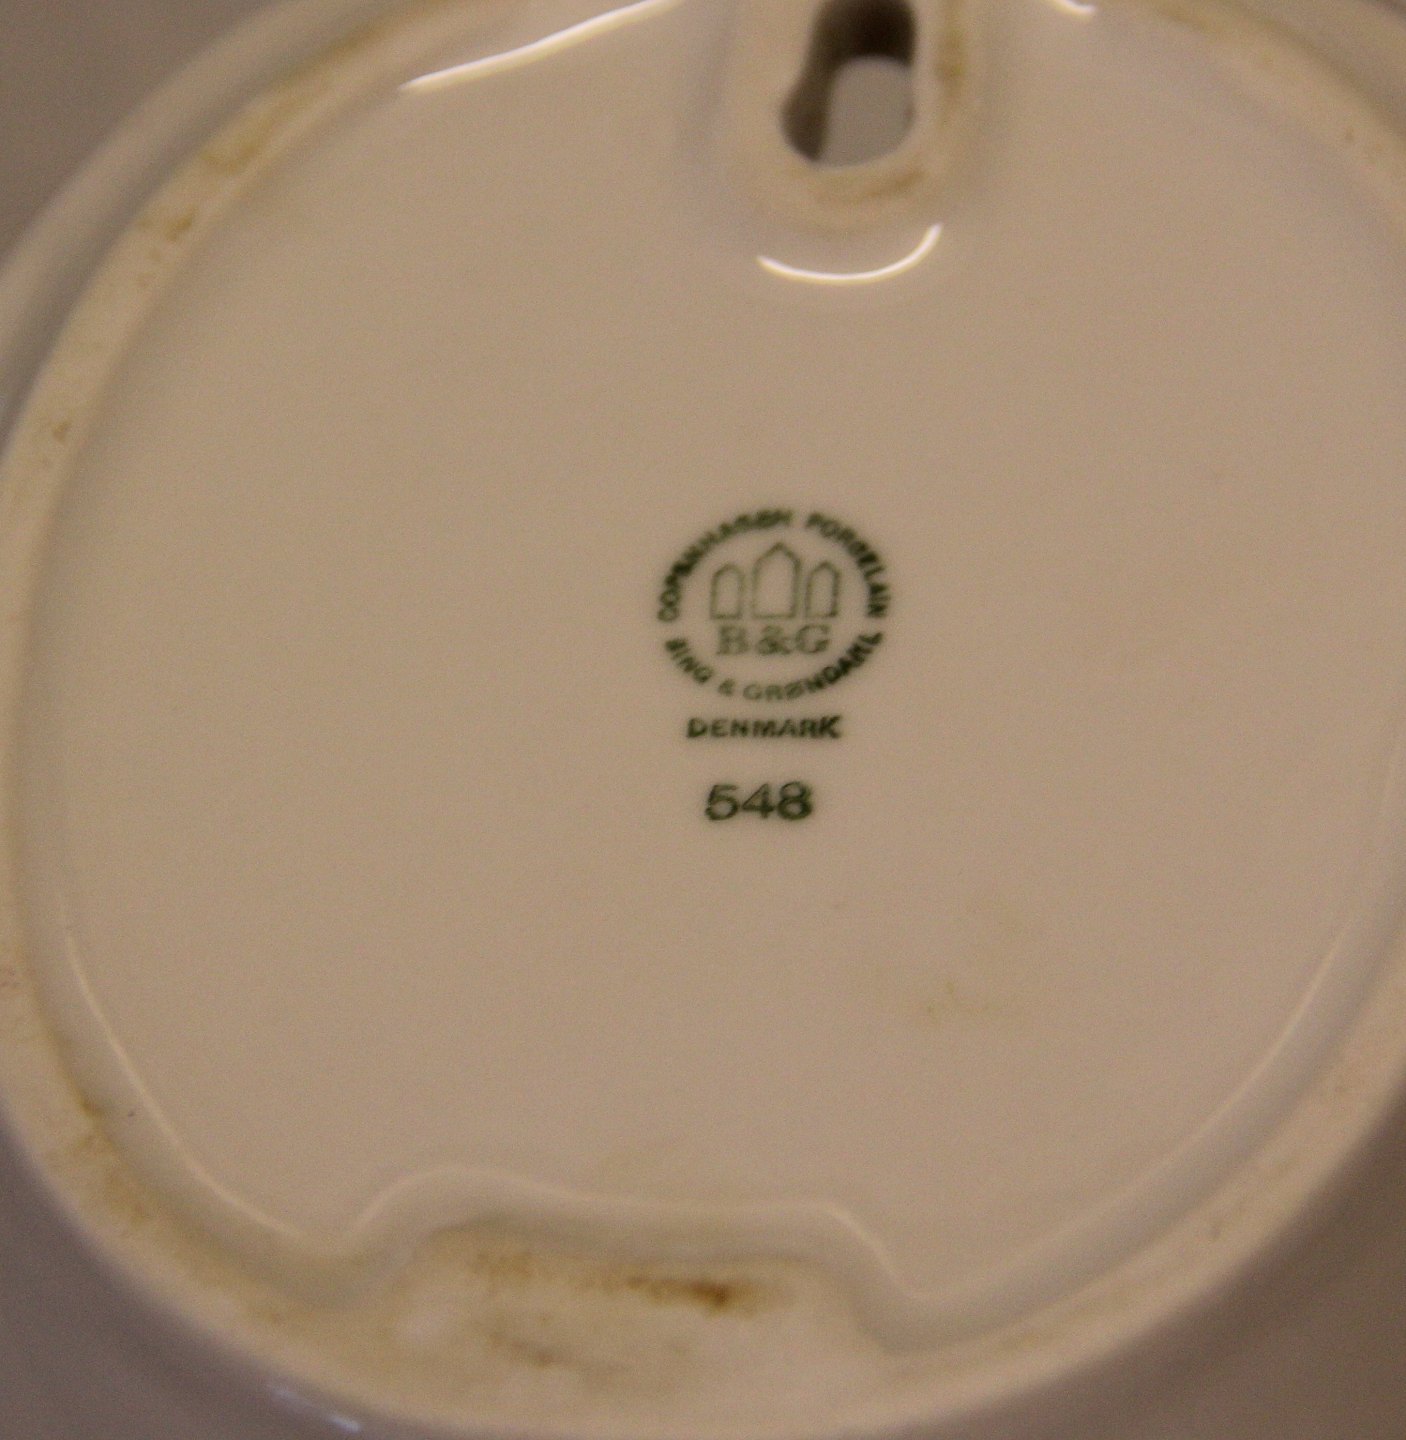 COPENHAGEN PORCELAIN
B&G
BING & GRØNDAHL
DENMARK
548